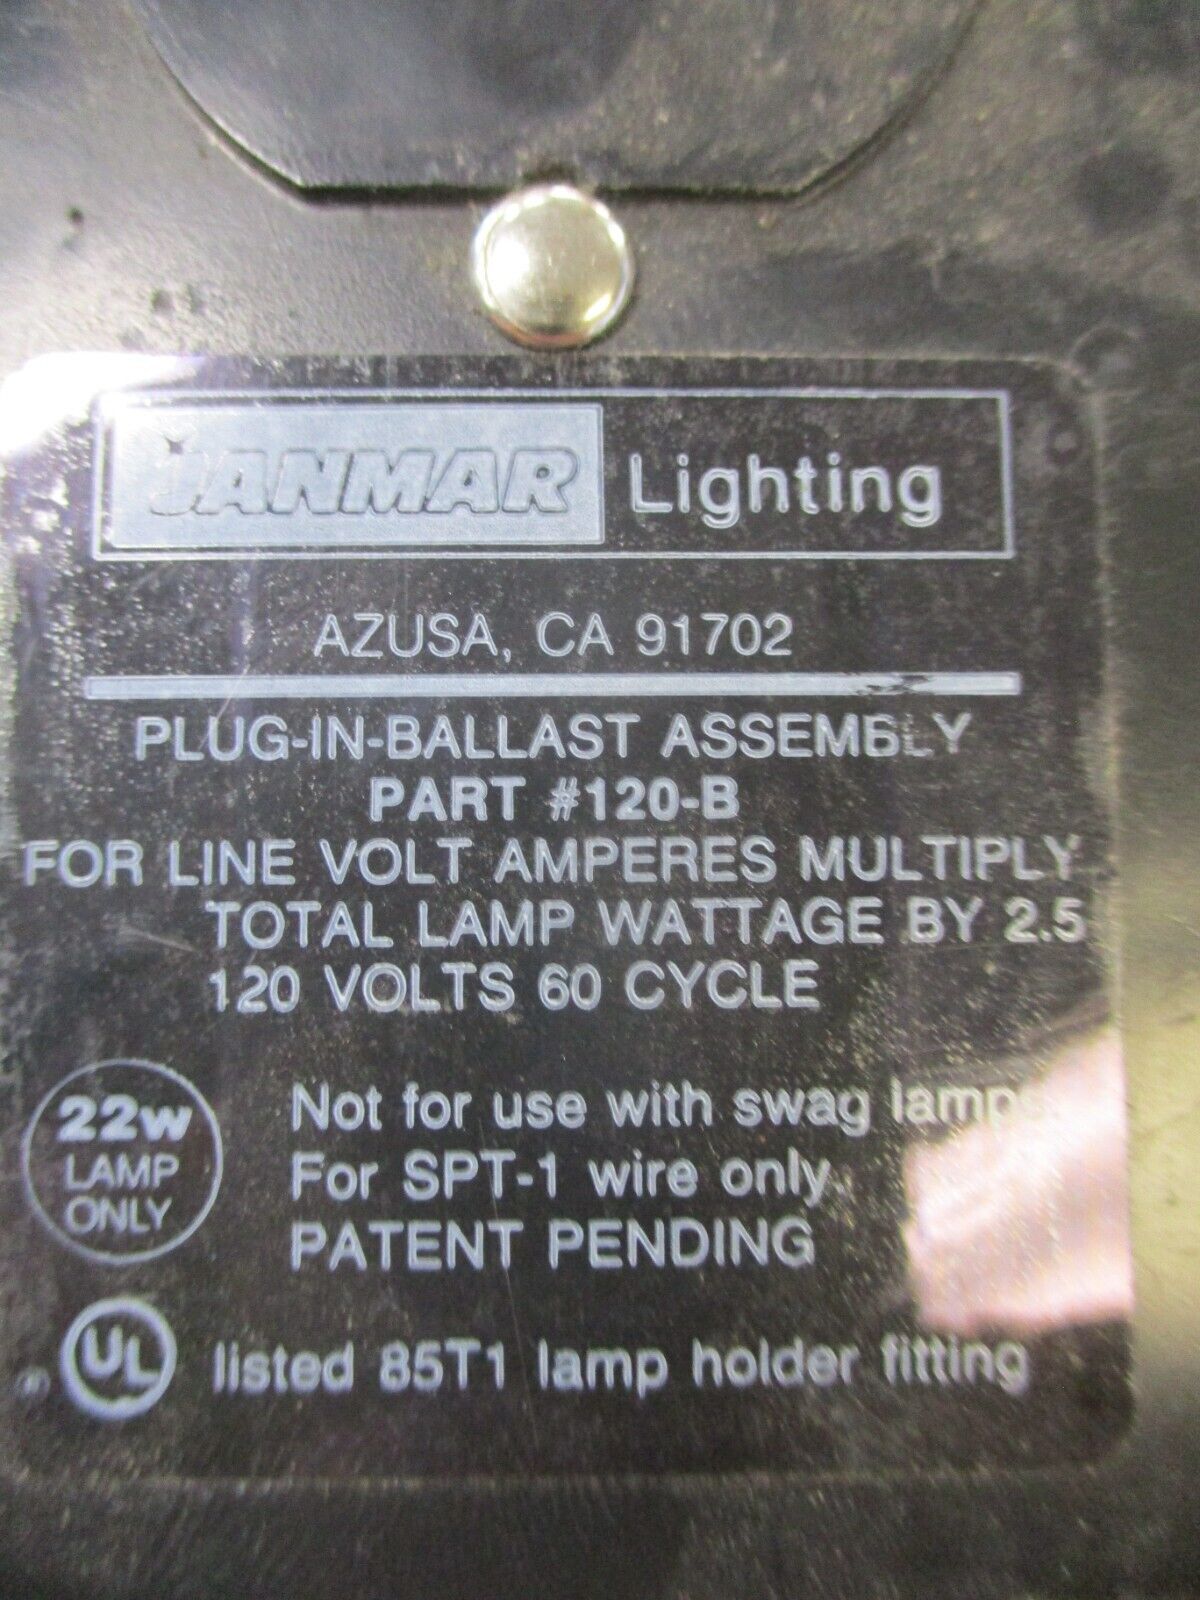 JANMAR Lighting
AZUSA, CA 91702
PLUG-IN-BALLAST ASSEMBLY
PART #120-B
FOR LINE VOLT AMPERES MULTIPLY
TOTAL LAMP WATTAGE BY 2.5
120 VOLTS 60 CYCLE
22w
LAMP
ONLY
Not for use with swag lamps.
For SPT-1 wire only.
PATENT PENDING
® UL listed 85T1 lamp holder fitting